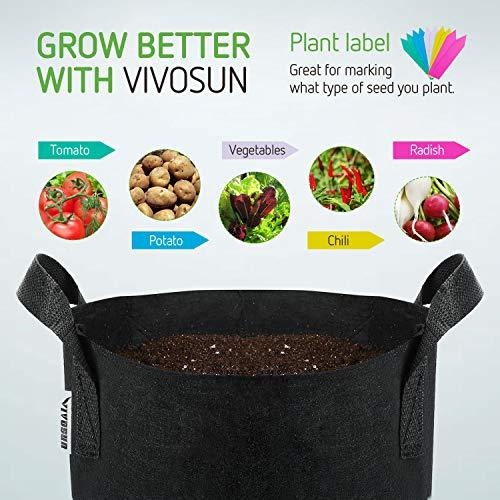 GROW BETTER
WITH VIVOSUN
Plant label
Great for marking
what type of seed you plant.
Tomato
Vegetables
Radish
Potato
Chili
VIVOSUN